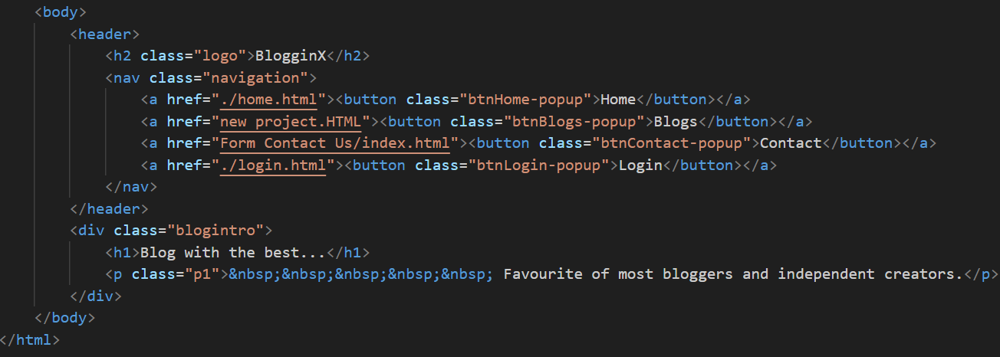 <body>
<header>
<h2 class="logo">BlogginX</h2>
<nav class="navigation">
<a href="./home.html"><button class="btnHome-popup">Home</button></a>
<a href="new project.HTML"><button class="btnBlogs-popup">Blogs</button></a>
<a href="Form Contact Us/index.html"><button class="btnContact-popup">Contact</button></a>
<a href="./login.html"><button class="btnLogin-popup">Login</button></a>
</nav>
</header>
<div class="blogintro">
<h1>Blog with the best...</h1>
<p class="p1">&nbsp;&nbsp;&nbsp;&nbsp;&nbsp; Favourite of most bloggers and independent creators.</p>
</div>
</body>
</html>